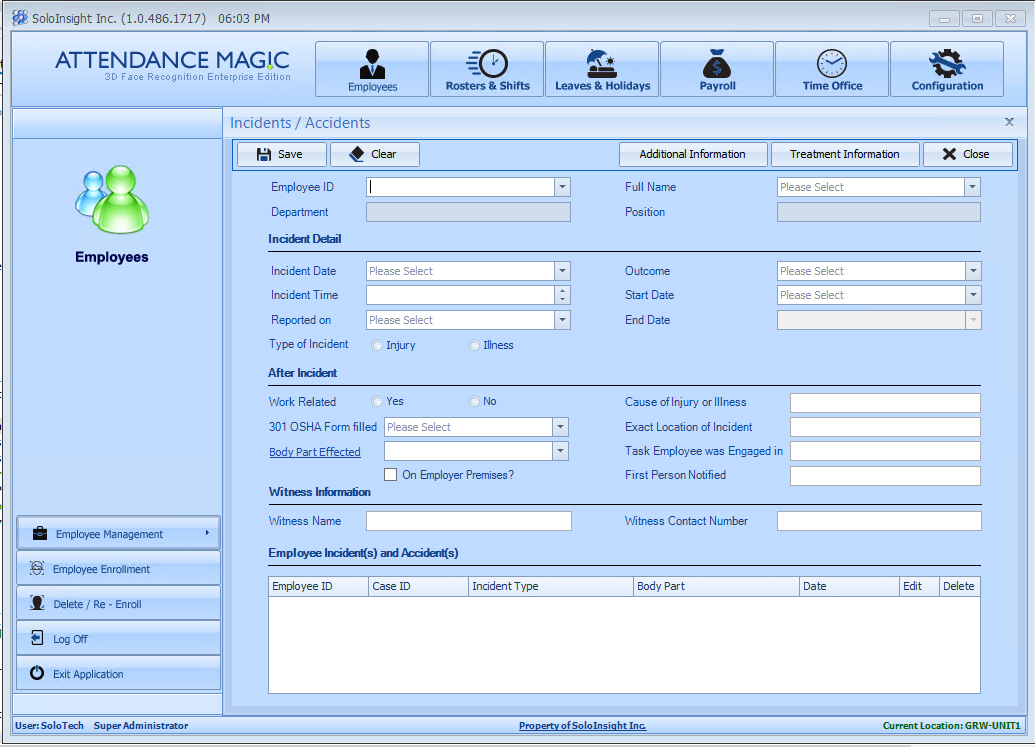 SoloInsight Inc. (1.0.486.1717) 06:03 PM
ATTENDANCE MAGIC
3D Face Recognition Enterprise Edition
Employees
Rosters & Shifts
Leaves & Holidays
Payroll
Time Office
Configuration
Incidents / Accidents
x
Save
Clear
Additional Information
Treatment Information
Close
Employees
Employee ID
Full Name Please Select
Department
Position
Incident Detail
Incident Date Please Select
Outcome Please Select
Incident Time
Start Date Please Select
Reported on Please Select
End Date
Type of Incident Injury Illness
After Incident
Work Related Yes No
Cause of Injury or Illness
301 OSHA Form filled Please Select
Exact Location of Incident
Body Part Effected
Task Employee was Engaged in
On Employer Premises?
First Person Notified
Witness Information
Witness Name
Witness Contact Number
Employee Incident(s) and Accident(s)
Employee ID Case ID Incident Type Body Part Date Edit Delete
Employee Management
Employee Enrollment
Delete / Re - Enroll
Log Off
Exit Application
User: SoloTech Super Administrator
Property of SoloInsight Inc.
Current Location: GRW-UNIT1